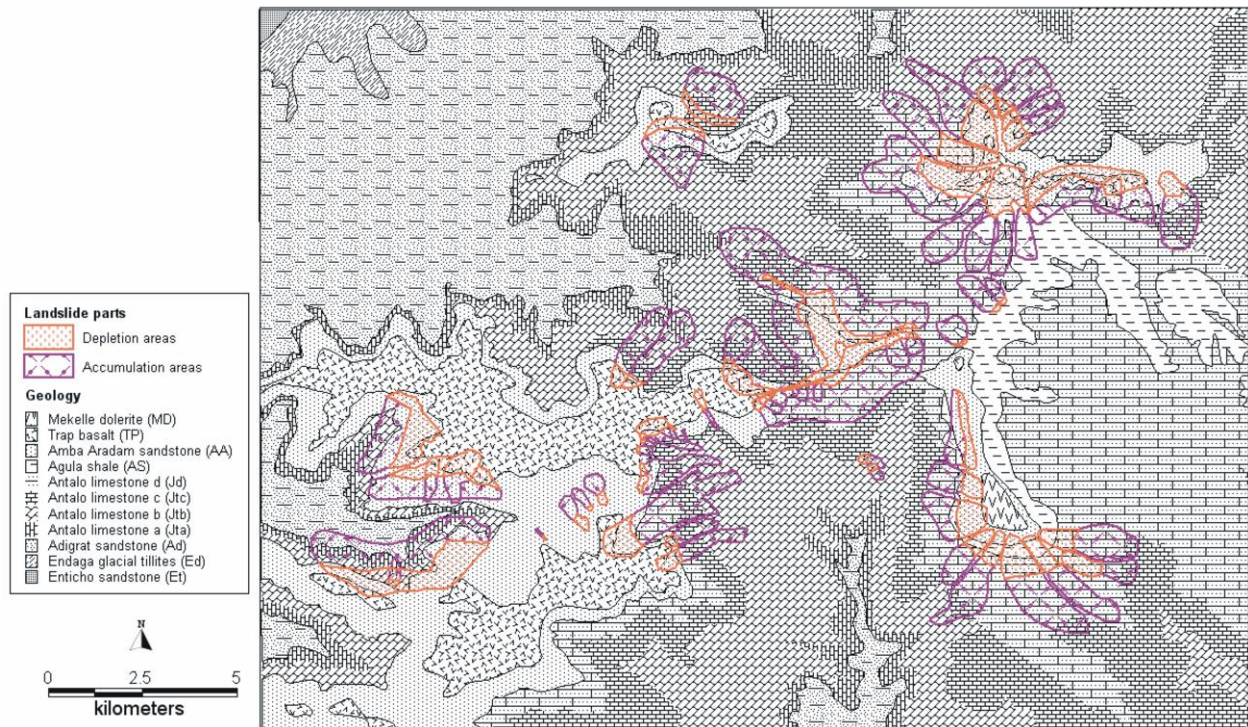 Landslide parts
Depletion areas
Accumulation areas
Geology
Mekelle dolerite (MD)
Trap basalt (TP)
Amba Aradam sandstone (AA)
Agula shale (AS)
Antalo limestone d (Jd)
Antalo limestone c (Jtc)
Antalo limestone b (Jtb)
Antalo limestone a (Jta)
Adigrat sandstone (Ad)
Endaga glacial tillites (Ed)
Enticho sandstone (Et)
N
0 2.5 5
kilometers